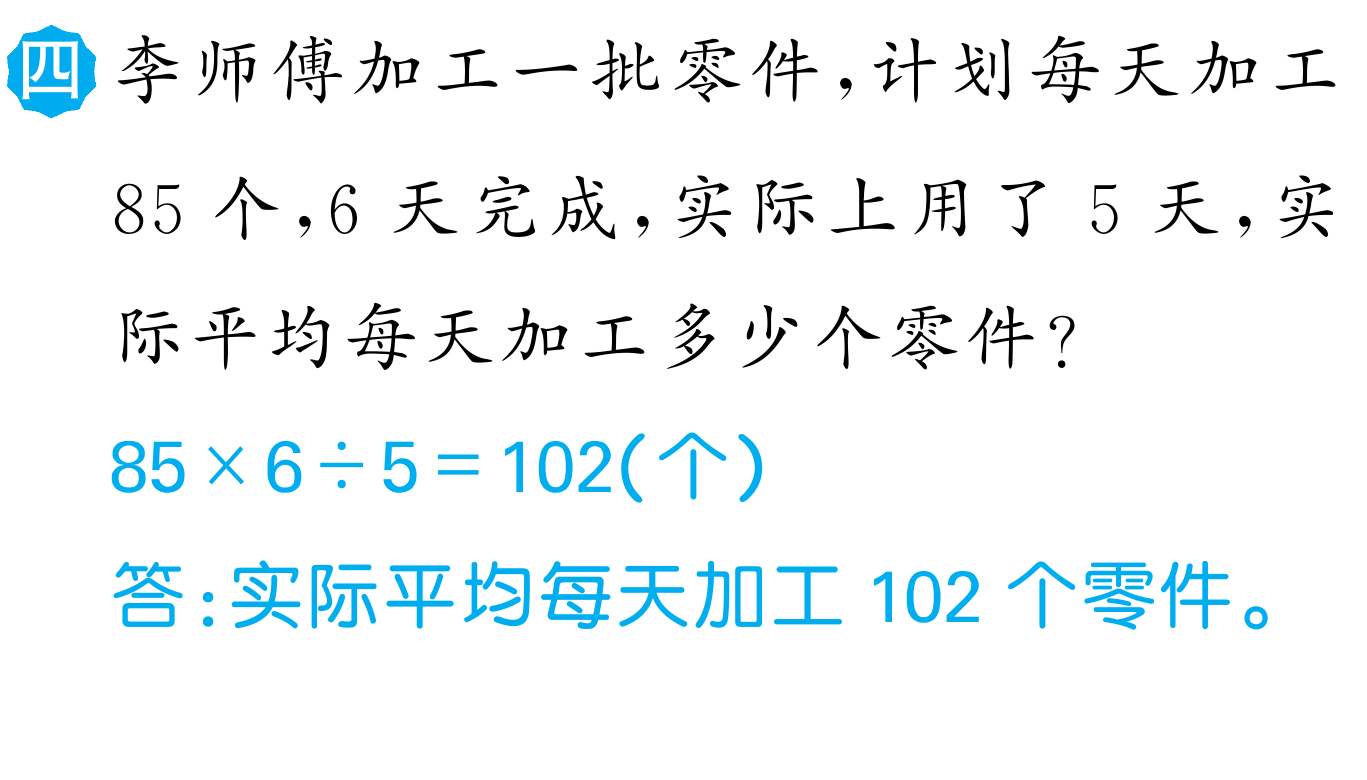 四 李师傅加工一批零件,计划每天加工
85 个,6 天完成,实际上用了 5 天,实
际平均每天加工多少个零件?
85×6÷5=102(个)
答:实际平均每天加工 102 个零件。